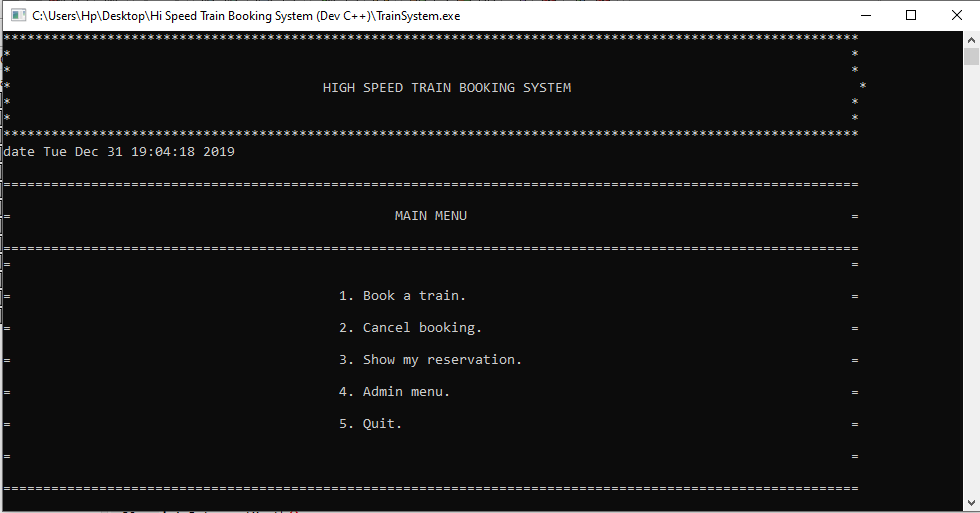 C:\Users\Hp\Desktop\Hi Speed Train Booking System (Dev C++)\TrainSystem.exe
***********************************************************************************************************
* *
* *
* HIGH SPEED TRAIN BOOKING SYSTEM *
* *
* *
***********************************************************************************************************
date Tue Dec 31 19:04:18 2019
===========================================================================================================
= MAIN MENU =
===========================================================================================================
= =
= 1. Book a train. =
= 2. Cancel booking. =
= 3. Show my reservation. =
= 4. Admin menu. =
= 5. Quit. =
= =
===========================================================================================================